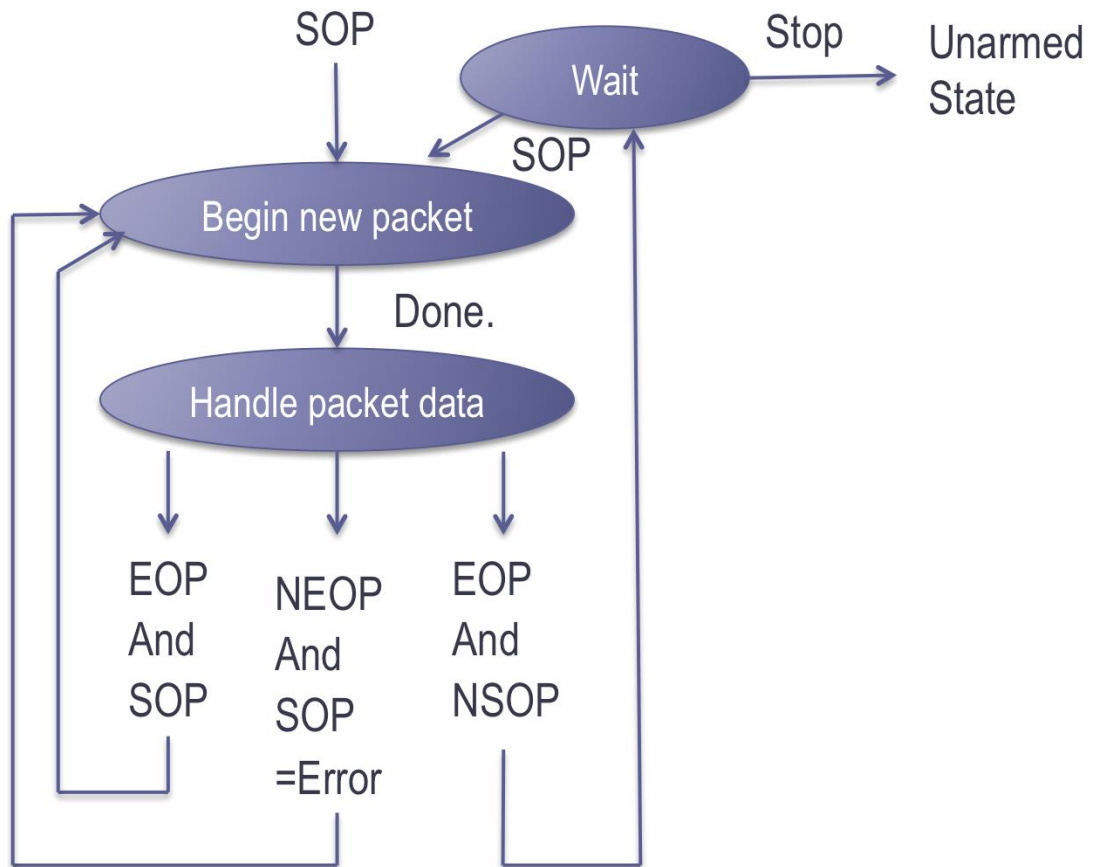 SOP
Wait
Stop
Unarmed
State
SOP
Begin new packet
Done.
Handle packet data
EOP
And
SOP
NEOP
And
SOP
=Error
EOP
And
NSOP